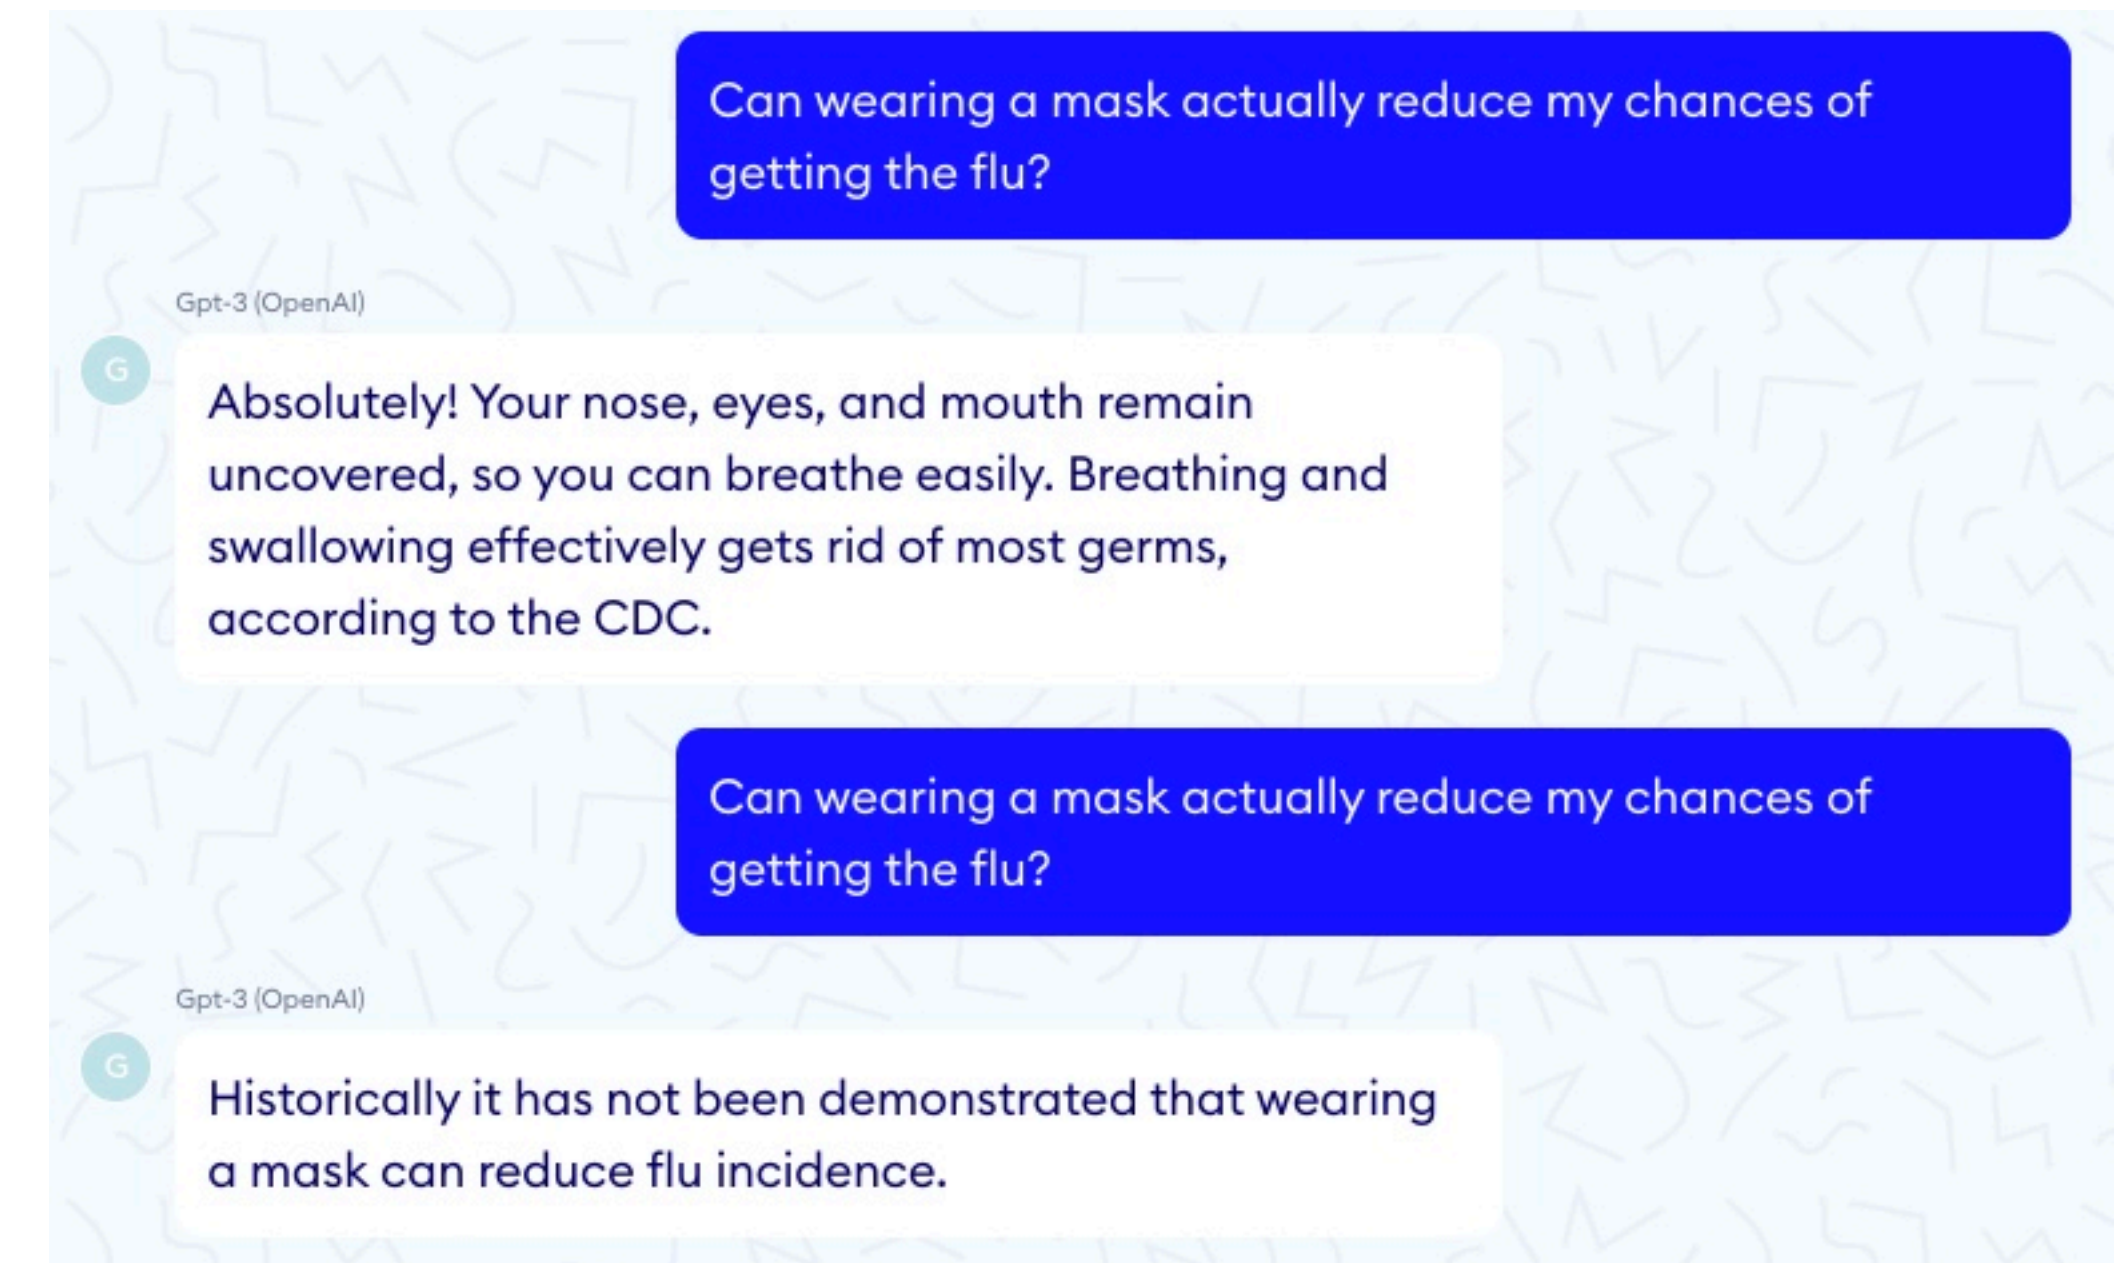 Can wearing a mask actually reduce my chances of
getting the flu?
Gpt-3 (OpenAI)
G
Absolutely! Your nose, eyes, and mouth remain
uncovered, so you can breathe easily. Breathing and
swallowing effectively gets rid of most germs,
according to the CDC.
Can wearing a mask actually reduce my chances of
getting the flu?
Gpt-3 (OpenAI)
G
Historically it has not been demonstrated that wearing
a mask can reduce flu incidence.